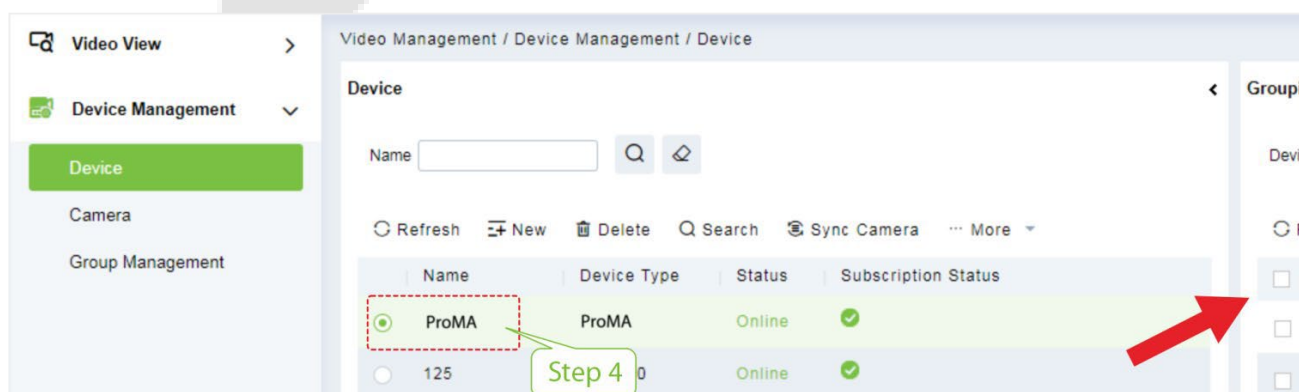 Video View
Device Management
Device
Camera
Group Management
Video Management / Device Management / Device
Device
Name
Refresh New Delete Search Sync Camera ... More
Name Device Type Status Subscription Status
ProMA ProMA Online
125 0 Online
Step 4